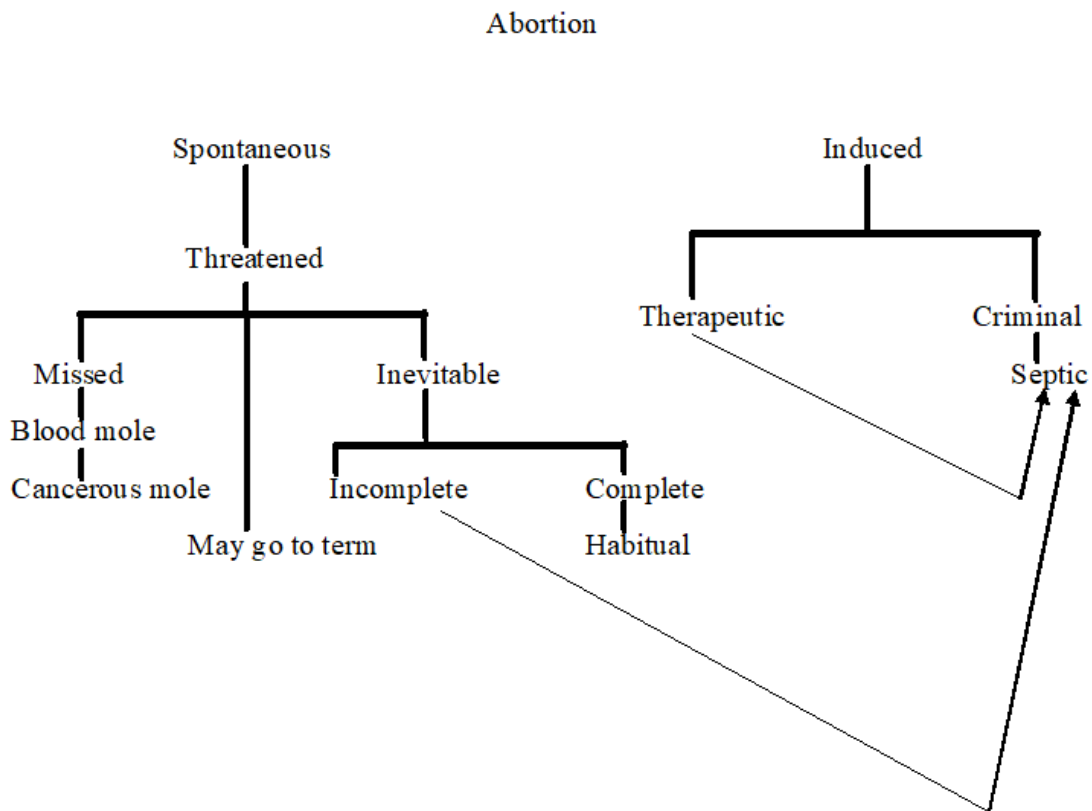 Abortion
Spontaneous
Induced
Threatened
Therapeutic
Criminal
Missed
Inevitable
Septic
Blood mole
Cancerous mole
Incomplete
Complete
May go to term
Habitual